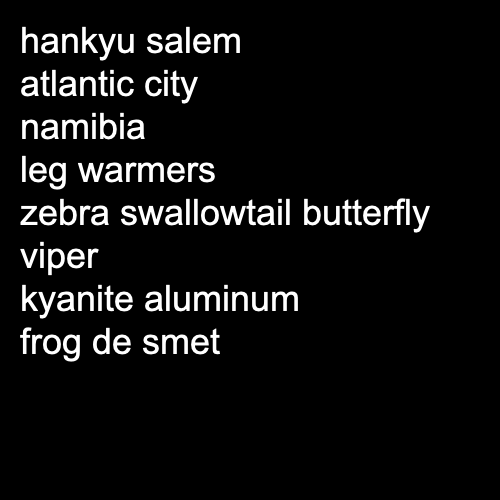 hankyu salem
atlantic city
namibia
leg warmers
zebra swallowtail butterfly
viper
kyanite aluminum
frog de smet